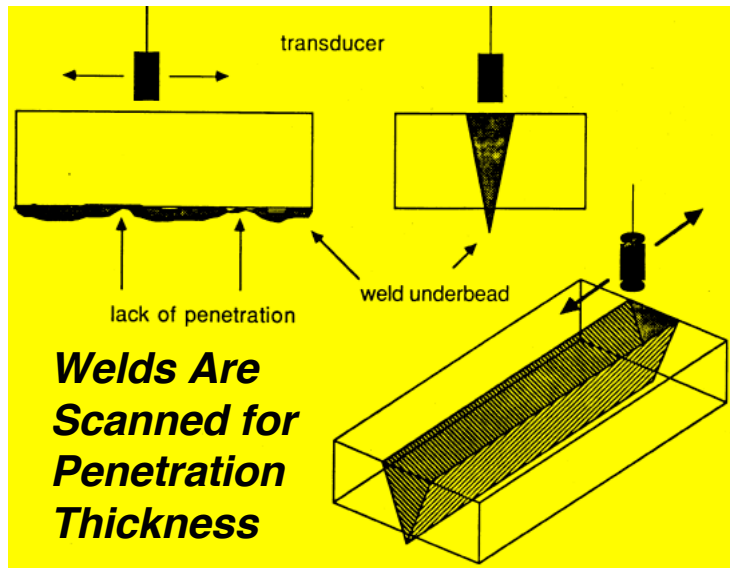 transducer
weld underbead
lack of penetration
Welds Are
Scanned for
Penetration
Thickness